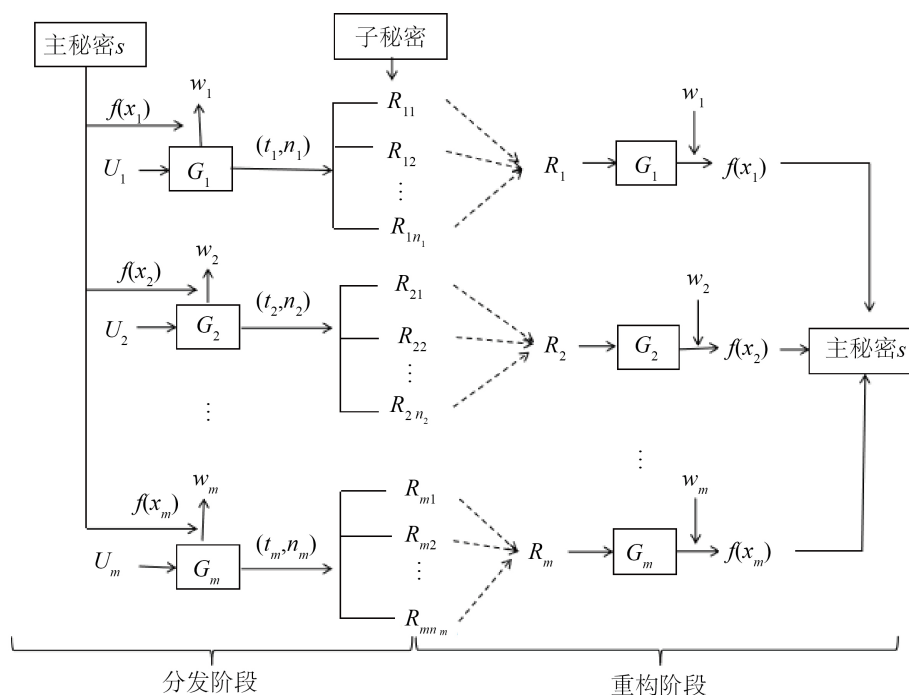 主秘密s
子秘密
w₁
f(x₁)
U₁
G₁
(t₁,n₁)
R₁₁
R₁₂
⋮
R₁ₙ₁
R₁
G₁
w₁
f(x₁)
w₂
f(x₂)
U₂
G₂
(t₂,n₂)
R₂₁
R₂₂
⋮
R₂ₙ₂
R₂
G₂
w₂
f(x₂)
主秘密s
⋮
⋮
wₘ
f(xₘ)
Uₘ
Gₘ
(tₘ,nₘ)
Rₘ₁
Rₘ₂
⋮
Rₘₙₘ
Rₘ
Gₘ
wₘ
f(xₘ)
分发阶段
重构阶段